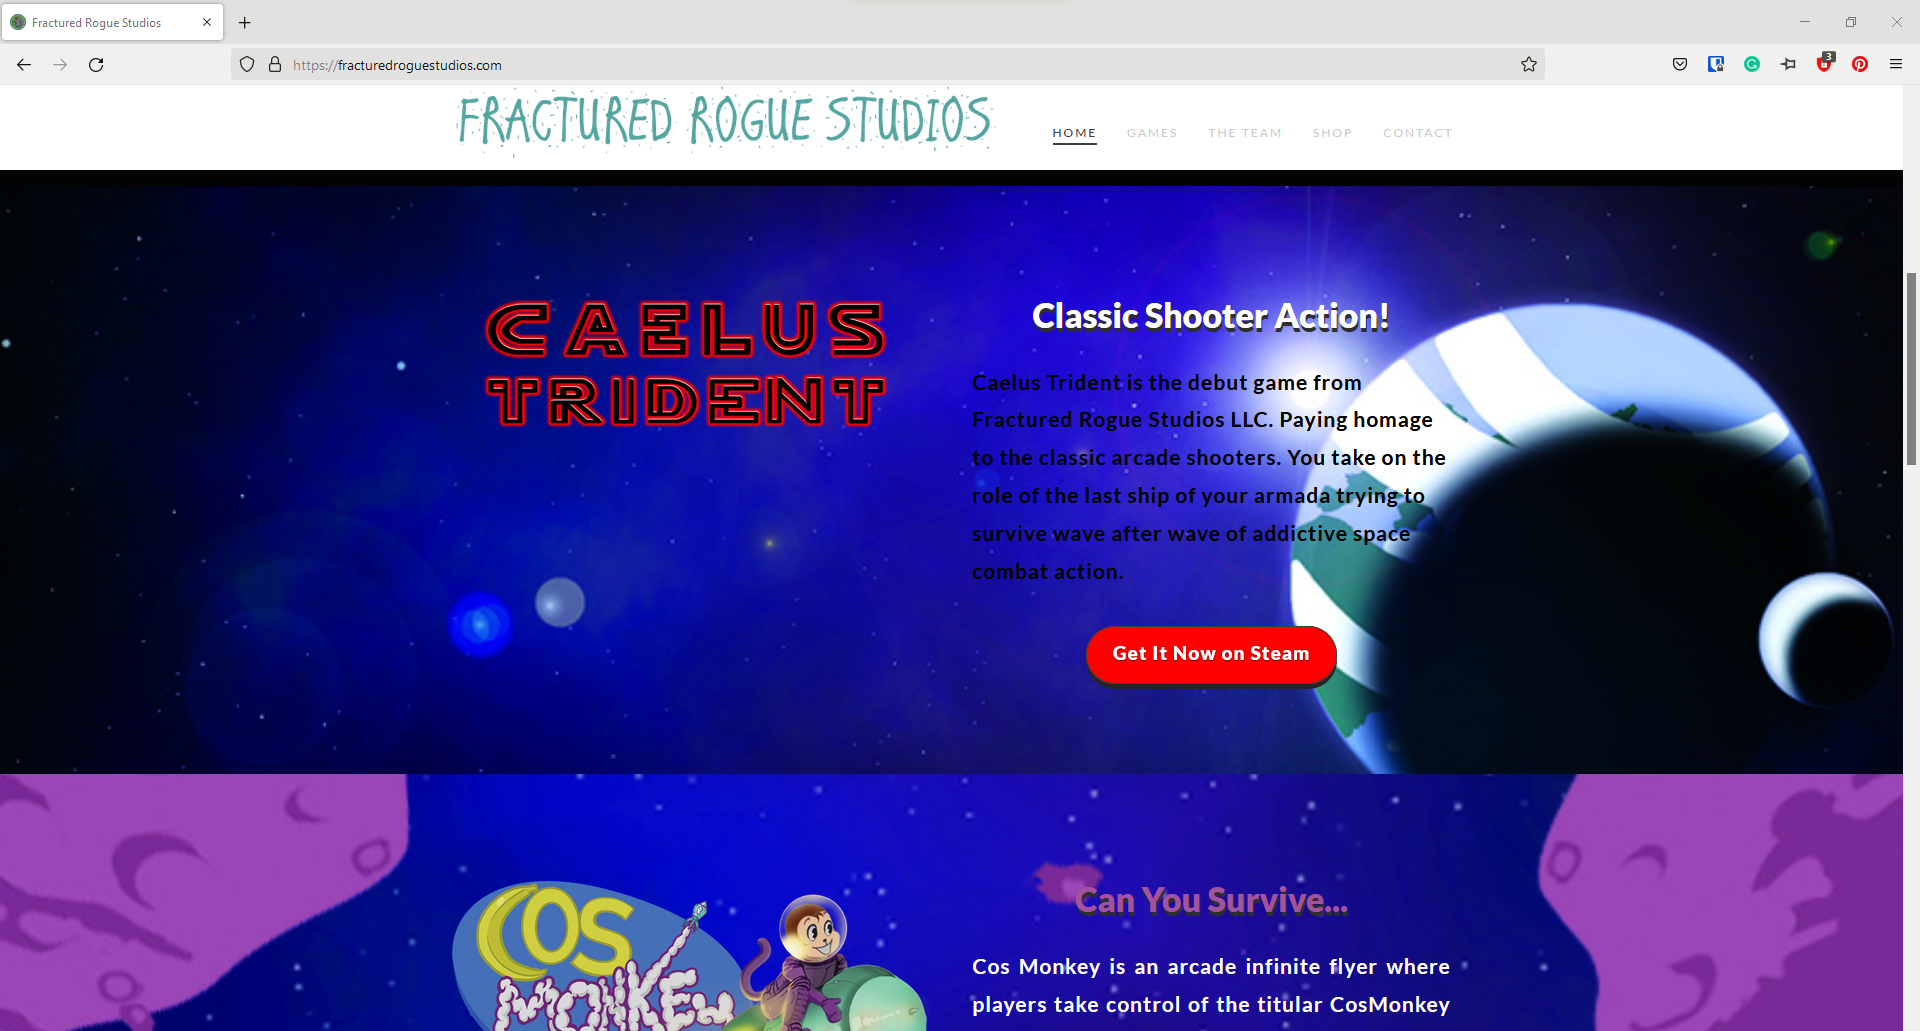 Fractured Rogue Studios
https://fracturedroguestudios.com
3
FRACTURED ROGUE STUDIOS
HOME GAMES THE TEAM SHOP CONTACT
CAELUS
TRIDENT
Classic Shooter Action!
Caelus Trident is the debut game from
Fractured Rogue Studios LLC. Paying homage
to the classic arcade shooters. You take on the
role of the last ship of your armada trying to
survive wave after wave of addictive space
combat action.
Get It Now on Steam
COS
MONKEY
Can You Survive...
Cos Monkey is an arcade infinite flyer where
players take control of the titular CosMonkey